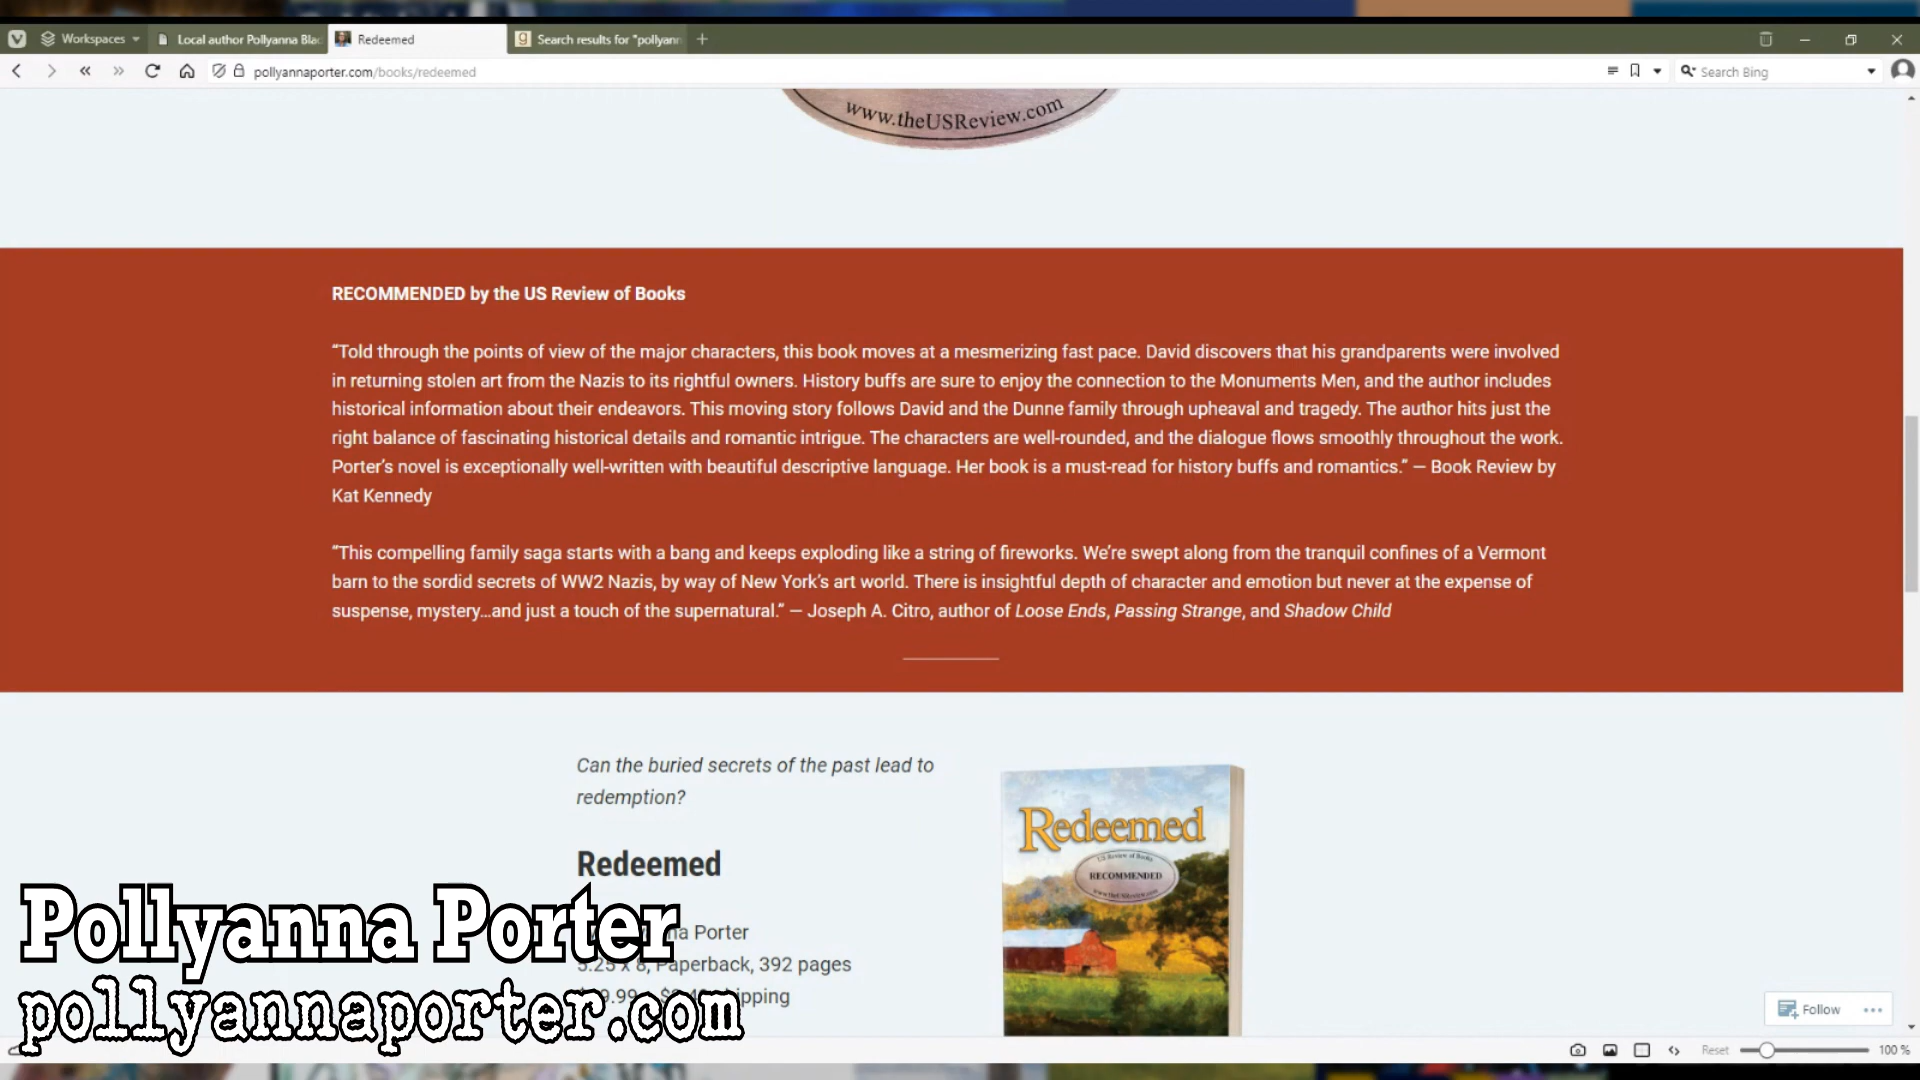 Workspaces
Local author Pollyanna Bla
Redeemed
Search results for "pollyann
pollyannaporter.com/books/redeemed
Search Bing
www.theUSReview.com
RECOMMENDED by the US Review of Books
“Told through the points of view of the major characters, this book moves at a mesmerizing fast pace. David discovers that his grandparents were involved
in returning stolen art from the Nazis to its rightful owners. History buffs are sure to enjoy the connection to the Monuments Men, and the author includes
historical information about their endeavors. This moving story follows David and the Dunne family through upheaval and tragedy. The author hits just the
right balance of fascinating historical details and romantic intrigue. The characters are well-rounded, and the dialogue flows smoothly throughout the work.
Porter’s novel is exceptionally well-written with beautiful descriptive language. Her book is a must-read for history buffs and romantics.” — Book Review by
Kat Kennedy
“This compelling family saga starts with a bang and keeps exploding like a string of fireworks. We’re swept along from the tranquil confines of a Vermont
barn to the sordid secrets of WW2 Nazis, by way of New York’s art world. There is insightful depth of character and emotion but never at the expense of
suspense, mystery…and just a touch of the supernatural.” — Joseph A. Citro, author of Loose Ends, Passing Strange, and Shadow Child
Can the buried secrets of the past lead to
redemption?
Redeemed
Porter
5.25 x 8, Paperback, 392 pages
Redeemed
US Review of Books
RECOMMENDED
www.theUSReview.com
Pollyanna Porter
pollyannaporter.com
Follow
Reset
100 %